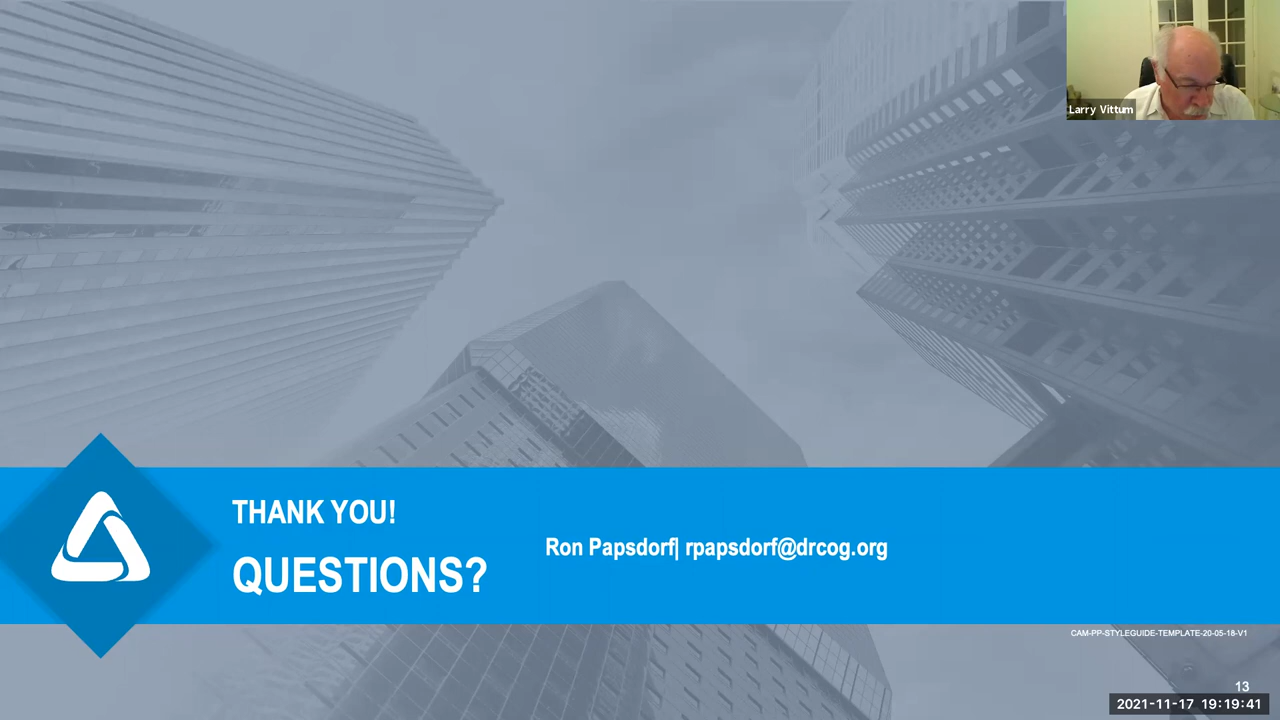 Larry Vittum
THANK YOU!
QUESTIONS?
Ron Papsdorf| rpapsdorf@drcog.org
CAM-PP-STYLEGUIDE-TEMPLATE-20-05-18-V1
13
2021-11-17 19:19:41